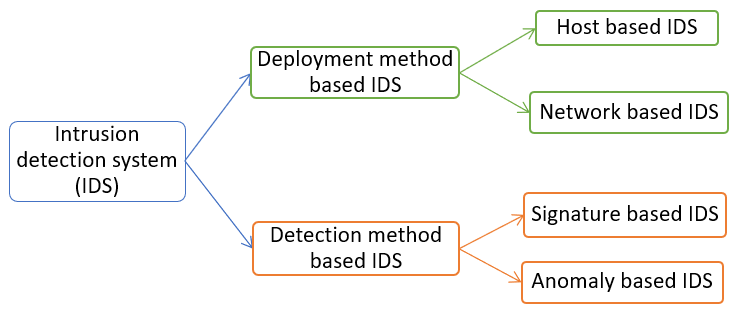 Intrusion
detection system
(IDS)
Deployment method
based IDS
Host based IDS
Network based IDS
Detection method
based IDS
Signature based IDS
Anomaly based IDS